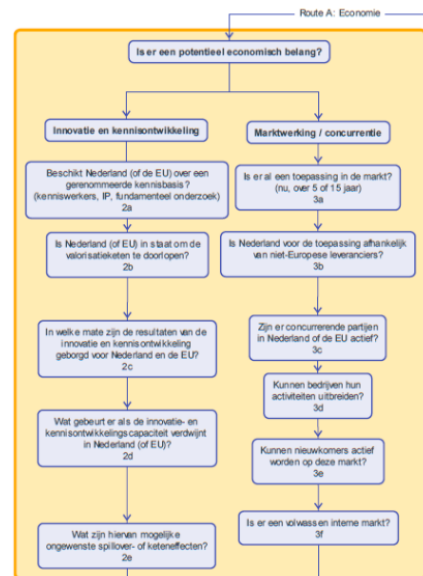 Route A: Economie
Is er een potentieel economisch belang?
Innovatie en kennisontwikkeling
Beschikt Nederland (of de EU) over een
gerenommeerde kennisbasis?
(kenniswerkers, IP, fundamenteel onderzoek)
2a
Is Nederland (of EU) in staat om de
valorisatieketen te doorlopen?
2b
In welke mate zijn de resultaten van de
innovatie en kennisontwikkeling
geborgd voor Nederland en de EU?
2c
Wat gebeurt er als de innovatie- en
kennisontwikkelingscapaciteit verdwijnt
in Nederland (of EU)?
2d
Wat zijn hiervan mogelijke
ongewenste spillover- of keteneffecten?
2e
Marktwerking / concurrentie
Is er al een toepassing in de markt?
(nu, over 5 of 15 jaar)
3a
Is Nederland voor de toepassing afhankelijk
van niet-Europese leveranciers?
3b
Zijn er concurrerende partijen
in Nederland of de EU actief?
3c
Kunnen bedrijven hun
activiteiten uitbreiden?
3d
Kunnen nieuwkomers actief
worden op deze markt?
3e
Is er een volwassen interne markt?
3f